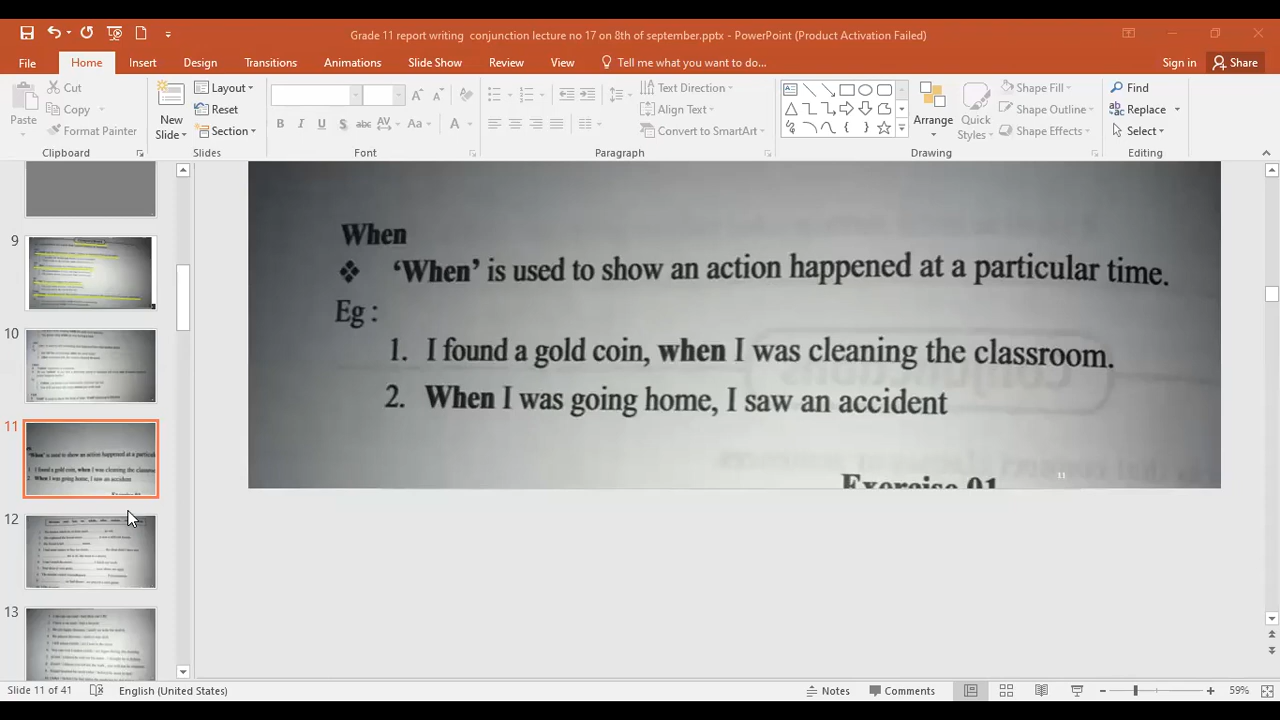 Grade 11 report writing conjunction lecture no 17 on 8th of september.pptx - PowerPoint (Product Activation Failed)
File Home Insert Design Transitions Animations Slide Show Review View Tell me what you want to do... Sign in Share
Cut
Copy
Format Painter
Paste
Clipboard
New Slide
Layout
Reset
Section
Slides
B I U S abc AV Aa A
Font
Text Direction
Align Text
Convert to SmartArt
Paragraph
Arrange
Quick Styles
Shape Fill
Shape Outline
Shape Effects
Drawing
Find
Replace
Select
Editing
9
10
11
12
13
When
❖ ‘When’ is used to show an action happened at a particular time.
Eg :
1. I found a gold coin, when I was cleaning the classroom.
2. When I was going home, I saw an accident
Exercise 01
11
Slide 11 of 41 English (United States) Notes Comments 59%